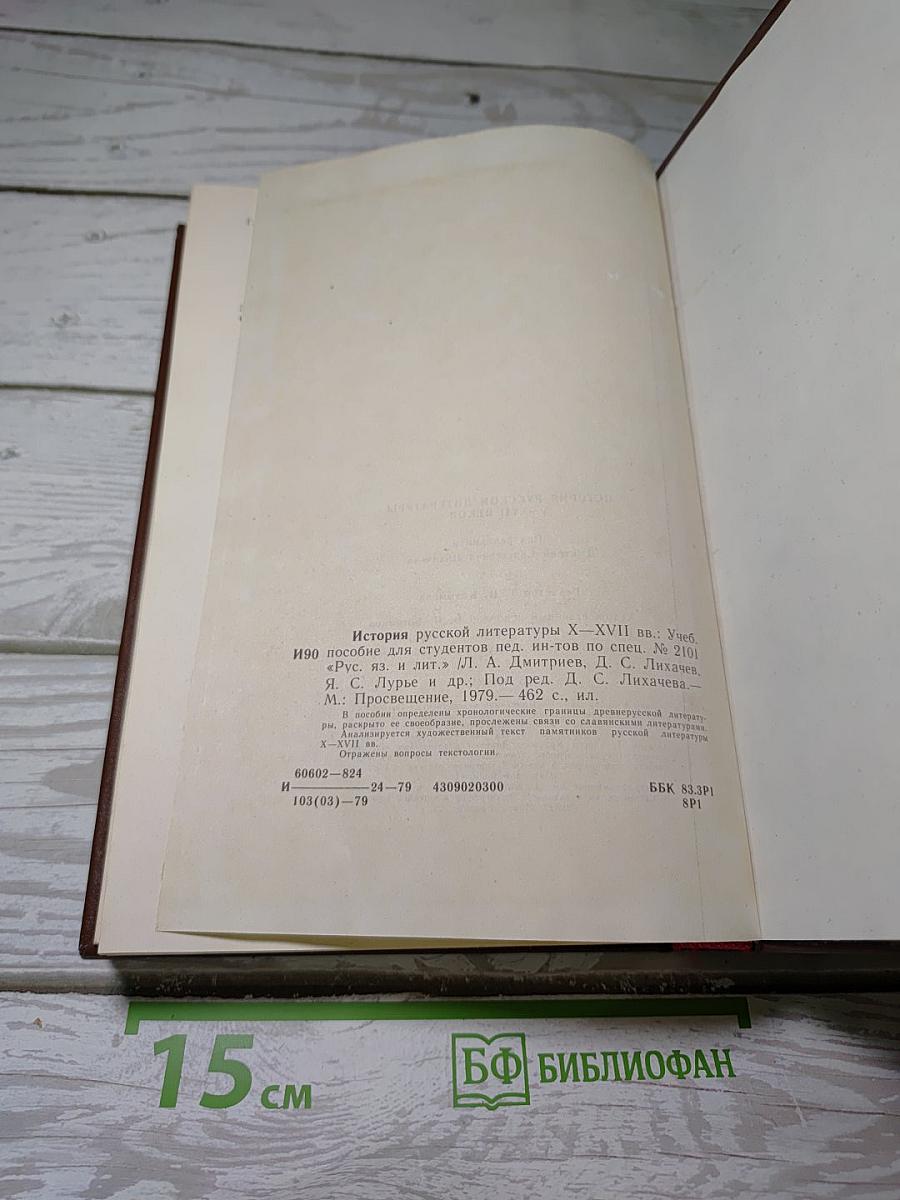 История русской литературы X—XVII вв.: Учеб.
И90 пособие для студентов пед. ин-тов по спец. № 2101
«Рус. яз. и лит.» /Л. А. Дмитриев, Д. С. Лихачев,
Я. С. Лурье и др.; Под ред. Д. С. Лихачева.—
М.: Просвещение, 1979.— 462 с., ил.
В пособии определены хронологические границы древнерусской литерату-
ры, раскрыто ее своеобразие, прослежены связи со славянскими литературами.
Анализируется художественный текст памятников русской литературы
X—XVII вв.
Отражены вопросы текстологии.
60602—824
И————24—79 4309020300 ББК 83.3Р1
103(03)—79 8Р1
15 см БФ БИБЛИОФАН